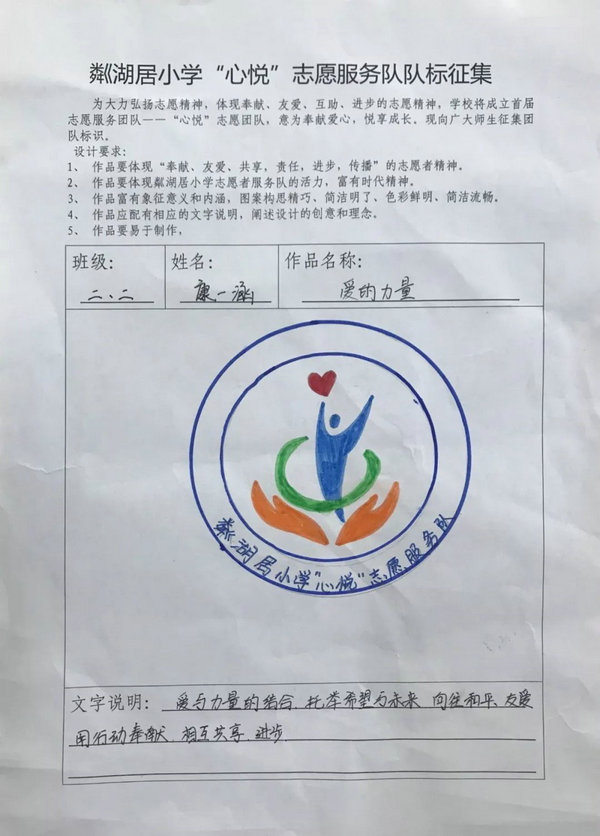 粼湖居小学“心悦”志愿服务队队标征集
为大力弘扬志愿精神，体现奉献、友爱、互助、进步的志愿精神，学校将成立首届
志愿服务团队——“心悦”志愿团队，意为奉献爱心，悦享成长。现向广大师生征集团
队标识。
设计要求：
1、 作品要体现“奉献、友爱、共享，责任，进步，传播”的志愿者精神。
2、 作品要体现粼湖居小学志愿者服务队的活力，富有时代精神。
3、 作品富有象征意义和内涵，图案构思精巧、简洁明了、色彩鲜明、简洁流畅。
4、 作品应配有相应的文字说明，阐述设计的创意和理念。
5、 作品要易于制作，
班级： 姓名： 作品名称：
二、二 康一涵 爱的力量
粼湖居小学“心悦”志愿服务队
文字说明： 爱与力量的结合、托举希望与未来、向往和平、友爱
用行动奉献、相互共享、进步.